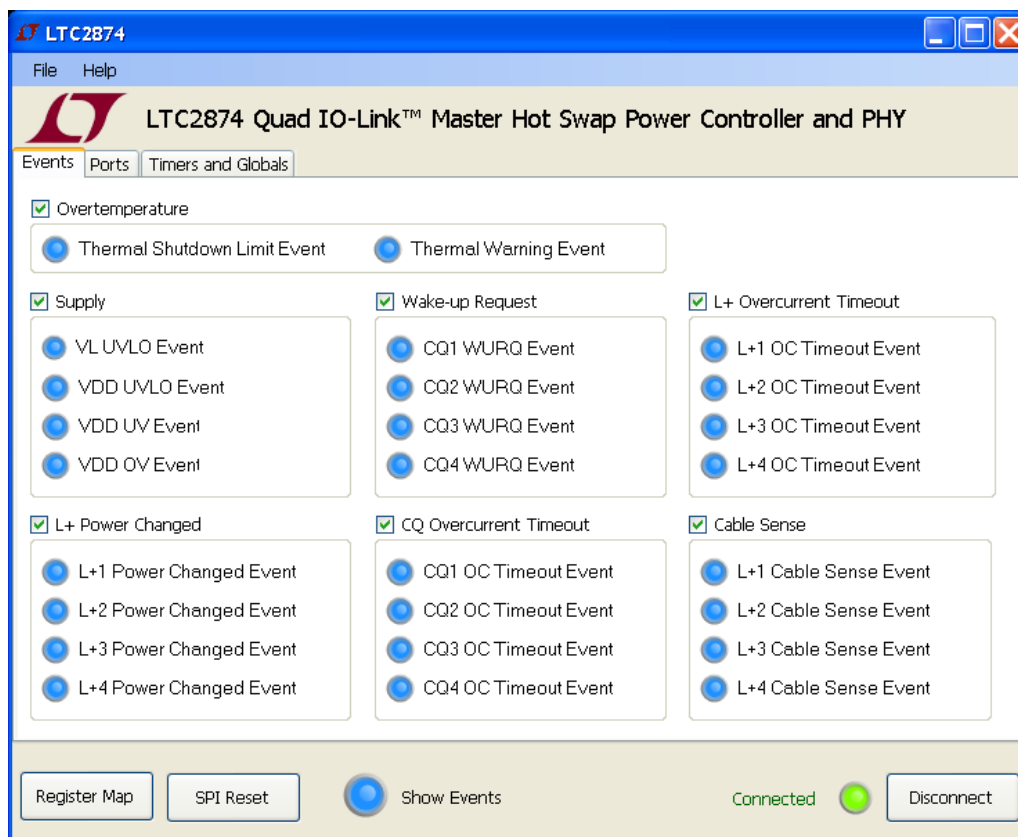 LTC2874
File Help
LTC2874 Quad IO-Link™ Master Hot Swap Power Controller and PHY
Events Ports Timers and Globals
Overtemperature
Thermal Shutdown Limit Event Thermal Warning Event
Supply
VL UVLO Event
VDD UVLO Event
VDD UV Event
VDD OV Event
Wake-up Request
CQ1 WURQ Event
CQ2 WURQ Event
CQ3 WURQ Event
CQ4 WURQ Event
L+ Overcurrent Timeout
L+1 OC Timeout Event
L+2 OC Timeout Event
L+3 OC Timeout Event
L+4 OC Timeout Event
L+ Power Changed
L+1 Power Changed Event
L+2 Power Changed Event
L+3 Power Changed Event
L+4 Power Changed Event
CQ Overcurrent Timeout
CQ1 OC Timeout Event
CQ2 OC Timeout Event
CQ3 OC Timeout Event
CQ4 OC Timeout Event
Cable Sense
L+1 Cable Sense Event
L+2 Cable Sense Event
L+3 Cable Sense Event
L+4 Cable Sense Event
Register Map SPI Reset Show Events Connected Disconnect